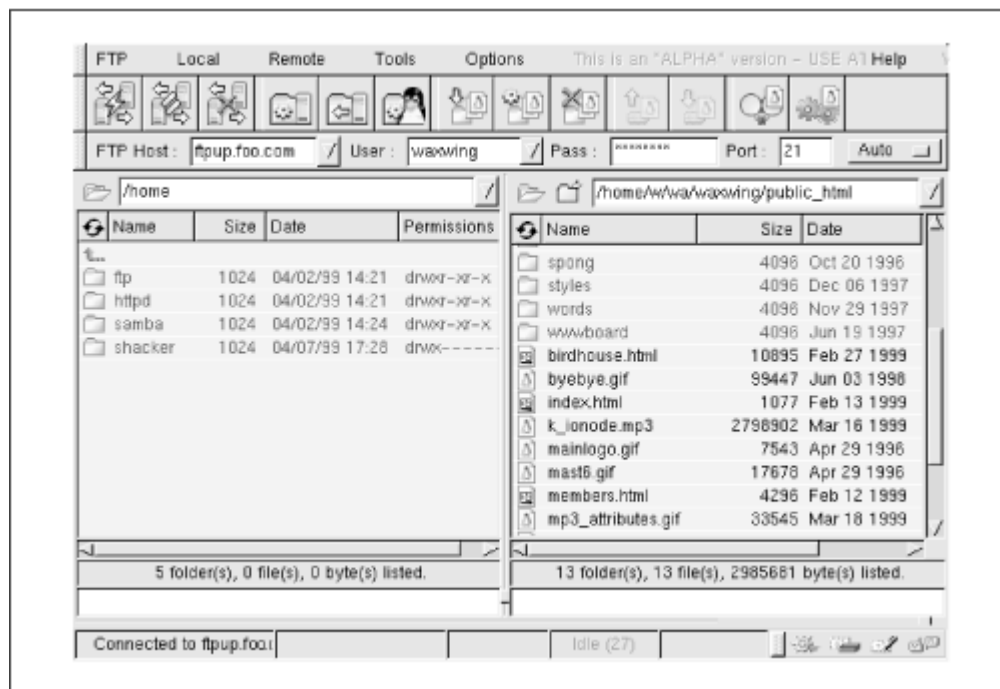 FTP Local Remote Tools Options This is an "ALPHA" version – USE AT Help
FTP Host : ftpup.foo.com User : waxwing Pass : ******** Port : 21 Auto
/home
Name Size Date Permissions
ftp 1024 04/02/99 14:21 drwxr-xr-x
httpd 1024 04/02/99 14:21 drwxr-xr-x
samba 1024 04/02/99 14:24 drwxr-xr-x
shacker 1024 04/07/99 17:28 drwx------
5 folder(s), 0 file(s), 0 byte(s) listed.
/home/w/wa/waxwing/public_html
Name Size Date
spong 4096 Oct 20 1996
styles 4096 Dec 06 1997
words 4096 Nov 29 1997
wwwboard 4096 Jun 19 1997
birdhouse.html 10895 Feb 27 1999
byebye.gif 99447 Jun 03 1998
index.html 1077 Feb 13 1999
k_ionode.mp3 2798902 Mar 16 1999
mainlogo.gif 7543 Apr 29 1996
mast6.gif 17678 Apr 29 1996
members.html 4296 Feb 12 1999
mp3_attributes.gif 33545 Mar 18 1999
13 folder(s), 13 file(s), 2985681 byte(s) listed.
Connected to ftpup.foo.c Idle (27)